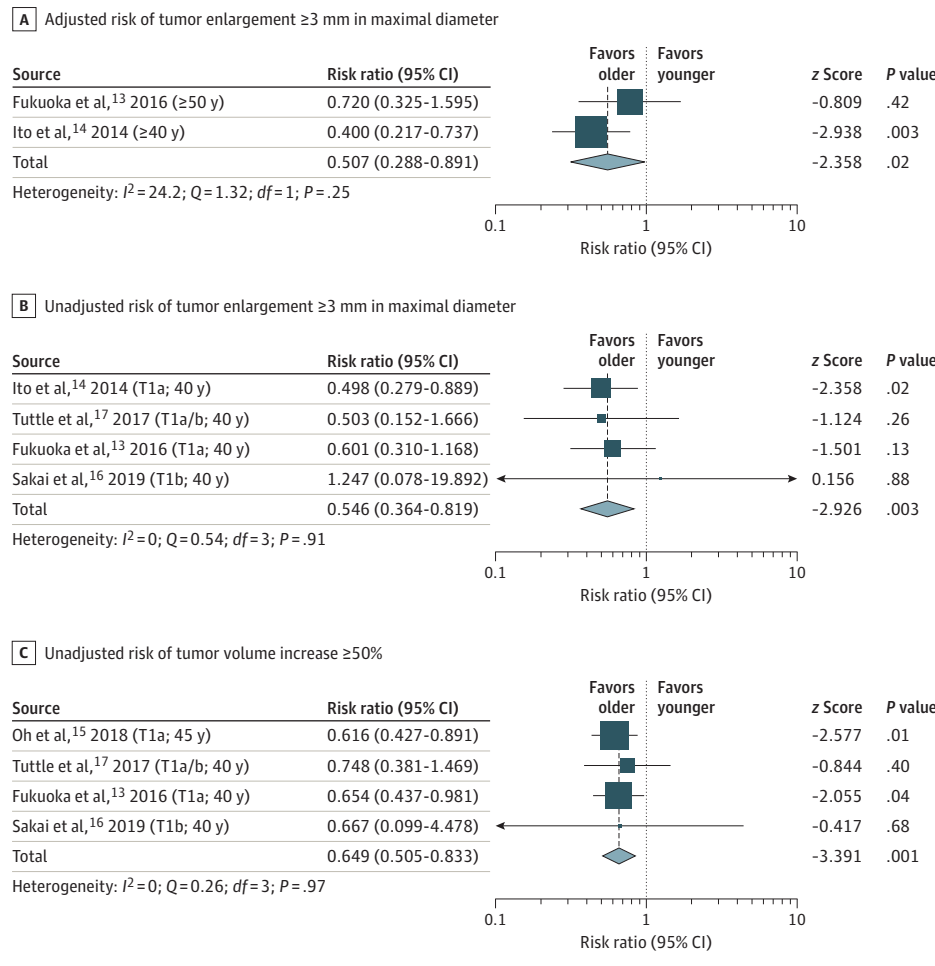 A Adjusted risk of tumor enlargement ≥3 mm in maximal diameter
Favors older Favors younger
Source Risk ratio (95% CI) z Score P value
Fukuoka et al,13 2016 (≥50 y) 0.720 (0.325-1.595) -0.809 .42
Ito et al,14 2014 (≥40 y) 0.400 (0.217-0.737) -2.938 .003
Total 0.507 (0.288-0.891) -2.358 .02
Heterogeneity: I2 = 24.2; Q = 1.32; df = 1; P = .25
0.1 1 10
Risk ratio (95% CI)
B Unadjusted risk of tumor enlargement ≥3 mm in maximal diameter
Favors older Favors younger
Source Risk ratio (95% CI) z Score P value
Ito et al,14 2014 (T1a; 40 y) 0.498 (0.279-0.889) -2.358 .02
Tuttle et al,17 2017 (T1a/b; 40 y) 0.503 (0.152-1.666) -1.124 .26
Fukuoka et al,13 2016 (T1a; 40 y) 0.601 (0.310-1.168) -1.501 .13
Sakai et al,16 2019 (T1b; 40 y) 1.247 (0.078-19.892) 0.156 .88
Total 0.546 (0.364-0.819) -2.926 .003
Heterogeneity: I2 = 0; Q = 0.54; df = 3; P = .91
0.1 1 10
Risk ratio (95% CI)
C Unadjusted risk of tumor volume increase ≥50%
Favors older Favors younger
Source Risk ratio (95% CI) z Score P value
Oh et al,15 2018 (T1a; 45 y) 0.616 (0.427-0.891) -2.577 .01
Tuttle et al,17 2017 (T1a/b; 40 y) 0.748 (0.381-1.469) -0.844 .40
Fukuoka et al,13 2016 (T1a; 40 y) 0.654 (0.437-0.981) -2.055 .04
Sakai et al,16 2019 (T1b; 40 y) 0.667 (0.099-4.478) -0.417 .68
Total 0.649 (0.505-0.833) -3.391 .001
Heterogeneity: I2 = 0; Q = 0.26; df = 3; P = .97
0.1 1 10
Risk ratio (95% CI)